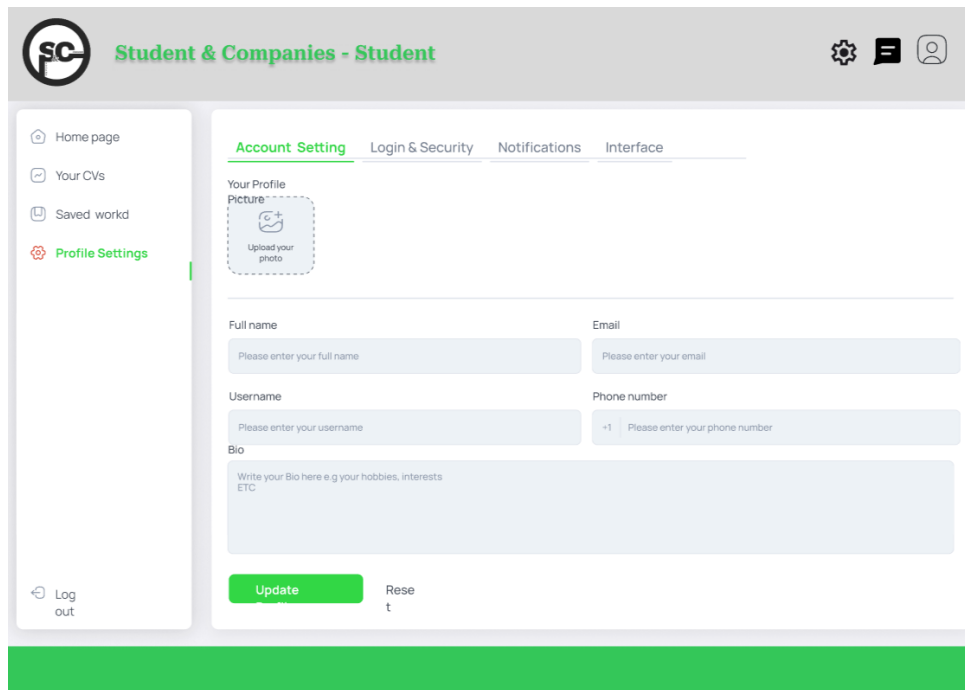 SC
Student & Companies - Student
Home page
Your CVs
Saved workd
Profile Settings
Log
out
Account Setting
Login & Security
Notifications
Interface
Your Profile
Picture
Upload your
photo
Full name
Please enter your full name
Email
Please enter your email
Username
Please enter your username
Phone number
+1
Please enter your phone number
Bio
Write your Bio here e.g your hobbies, interests
ETC
Update
Rese
t